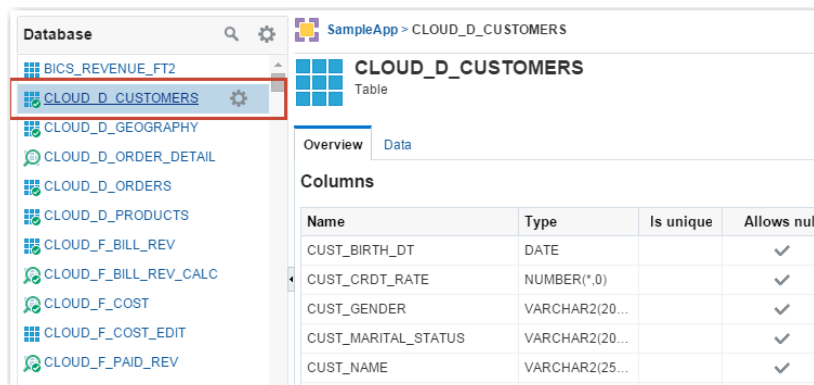 Database
BICS_REVENUE_FT2
CLOUD_D_CUSTOMERS
CLOUD_D_GEOGRAPHY
CLOUD_D_ORDER_DETAIL
CLOUD_D_ORDERS
CLOUD_D_PRODUCTS
CLOUD_F_BILL_REV
CLOUD_F_BILL_REV_CALC
CLOUD_F_COST
CLOUD_F_COST_EDIT
CLOUD_F_PAID_REV
SampleApp > CLOUD_D_CUSTOMERS
CLOUD_D_CUSTOMERS
Table
Overview Data
Columns
Name Type Is unique Allows nul
CUST_BIRTH_DT DATE
CUST_CRDT_RATE NUMBER(*,0)
CUST_GENDER VARCHAR2(20...
CUST_MARITAL_STATUS VARCHAR2(20...
CUST_NAME VARCHAR2(25...